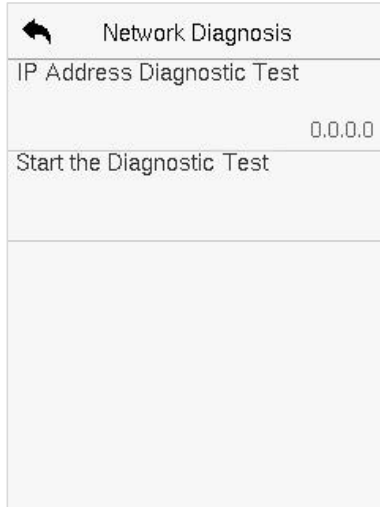 Network Diagnosis
IP Address Diagnostic Test
0.0.0.0
Start the Diagnostic Test